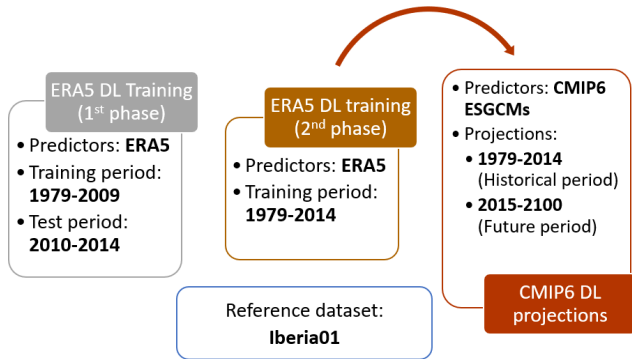 ERA5 DL Training
(1st phase)
• Predictors: ERA5
• Training period:
1979-2009
• Test period:
2010-2014
ERA5 DL training
(2nd phase)
• Predictors: ERA5
• Training period:
1979-2014
• Predictors: CMIP6
ESGCMs
• Projections:
• 1979-2014
(Historical period)
• 2015-2100
(Future period)
CMIP6 DL
projections
Reference dataset:
Iberia01